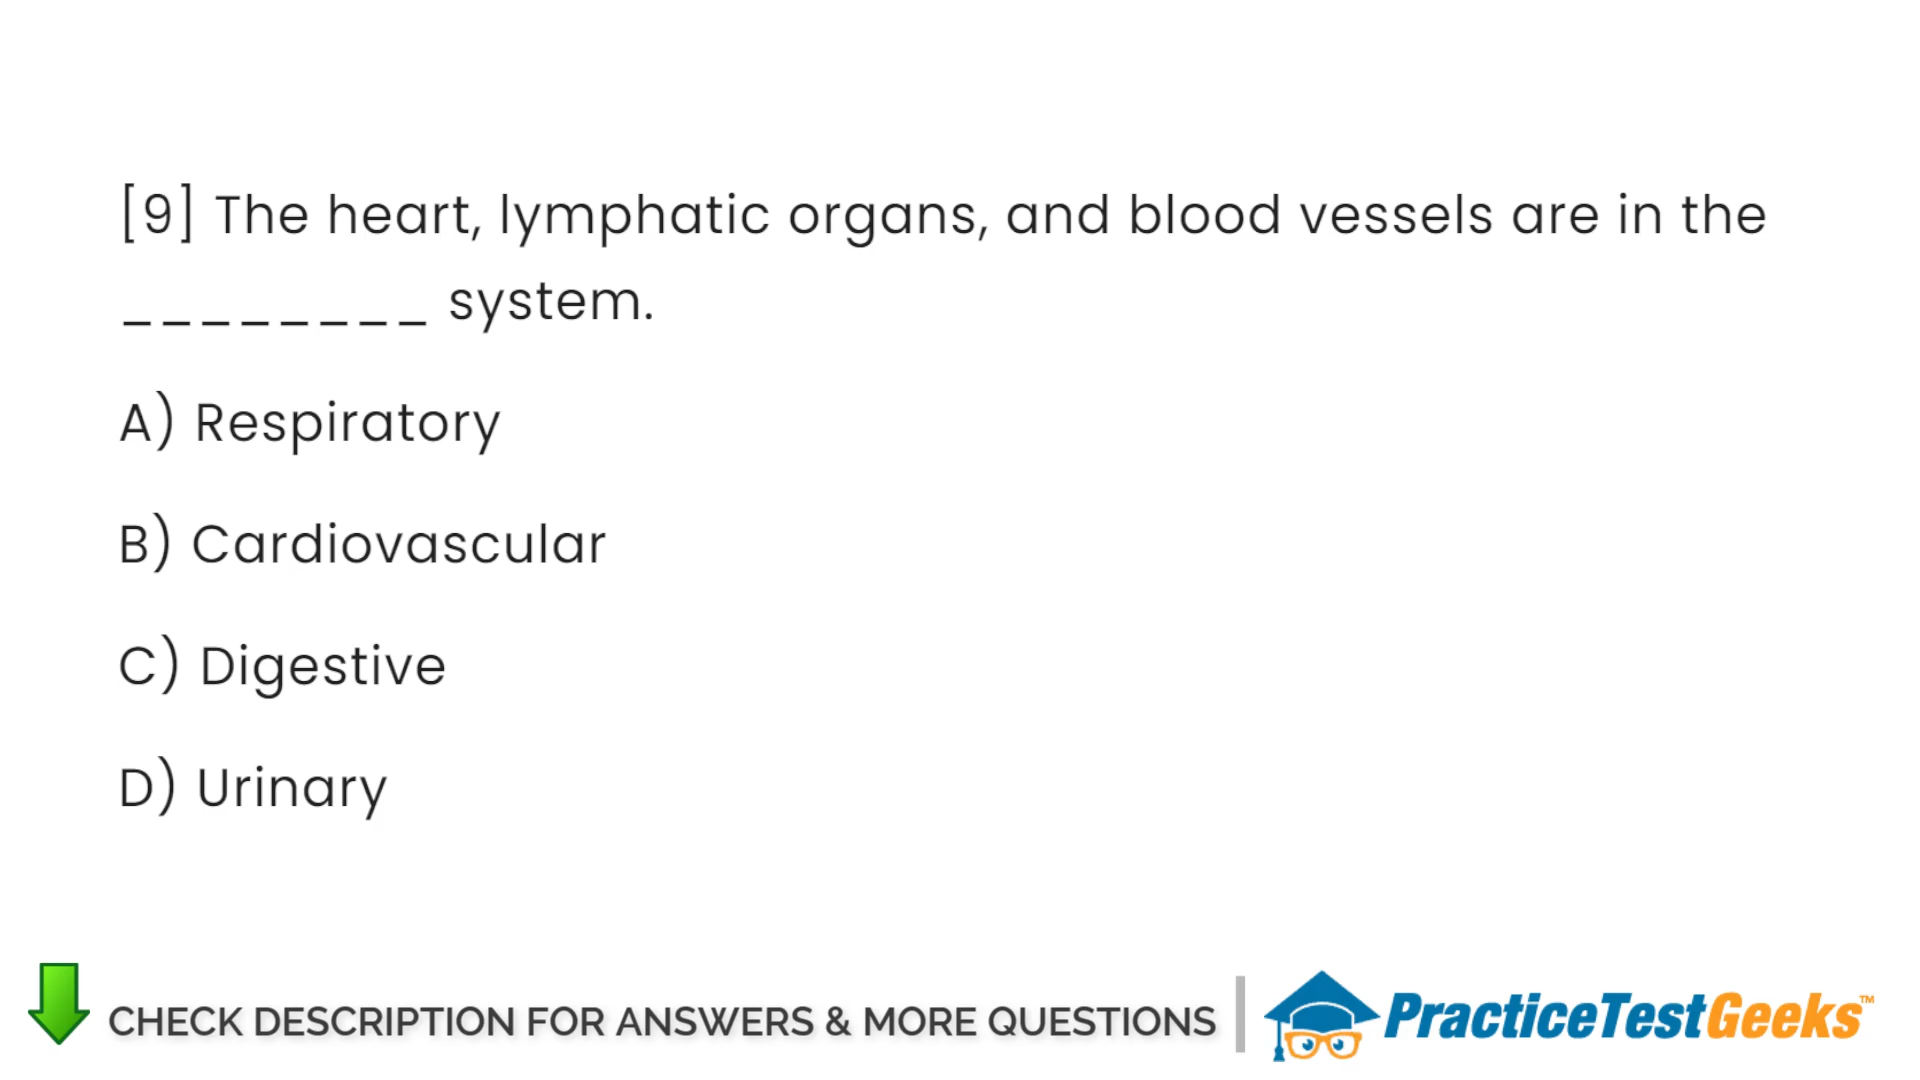 [9] The heart, lymphatic organs, and blood vessels are in the
________ system.
A) Respiratory
B) Cardiovascular
C) Digestive
D) Urinary
CHECK DESCRIPTION FOR ANSWERS & MORE QUESTIONS
PracticeTestGeeks™